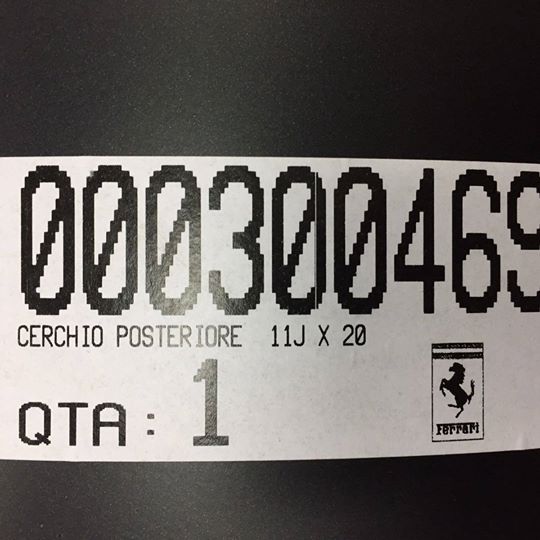 000300469
CERCHIO POSTERIORE 11J X 20
QTA: 1
Ferrari